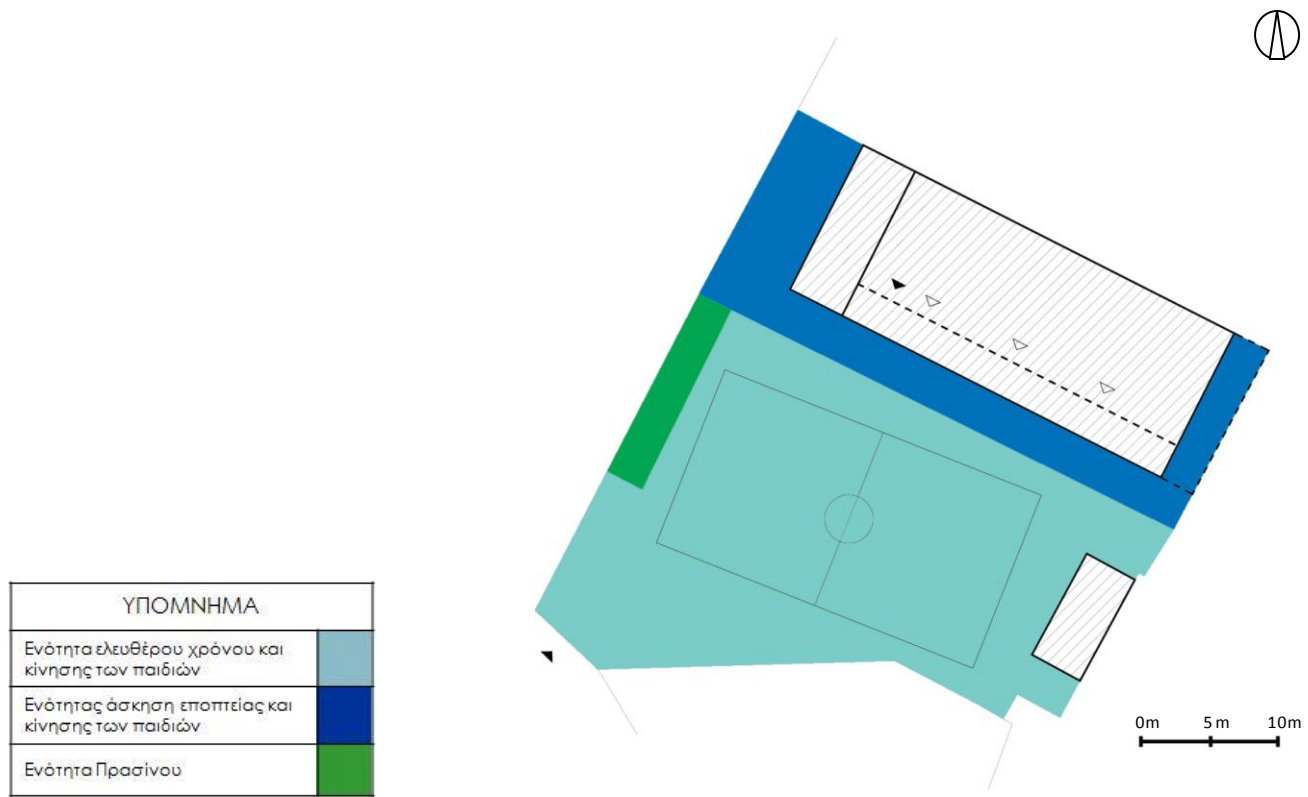 ΥΠΟΜΝΗΜΑ
Ενότητα ελευθέρου χρόνου και
κίνησης των παιδιών
Ενότητας άσκηση εποπτείας και
κίνησης των παιδιών
Ενότητα Πρασίνου
0m 5 m 10m